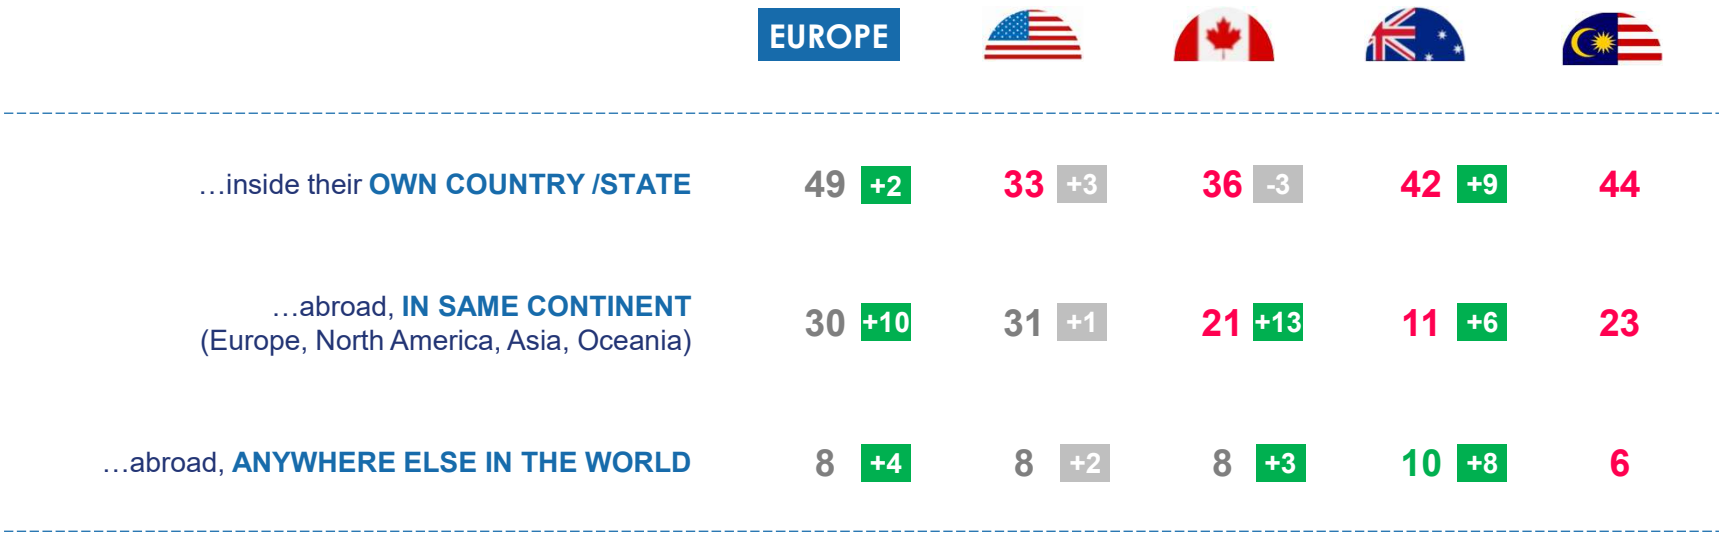 EUROPE
…inside their OWN COUNTRY /STATE 49 +2 33 +3 36 -3 42 +9 44
…abroad, IN SAME CONTINENT
(Europe, North America, Asia, Oceania) 30 +10 31 +1 21 +13 11 +6 23
…abroad, ANYWHERE ELSE IN THE WORLD 8 +4 8 +2 8 +3 10 +8 6